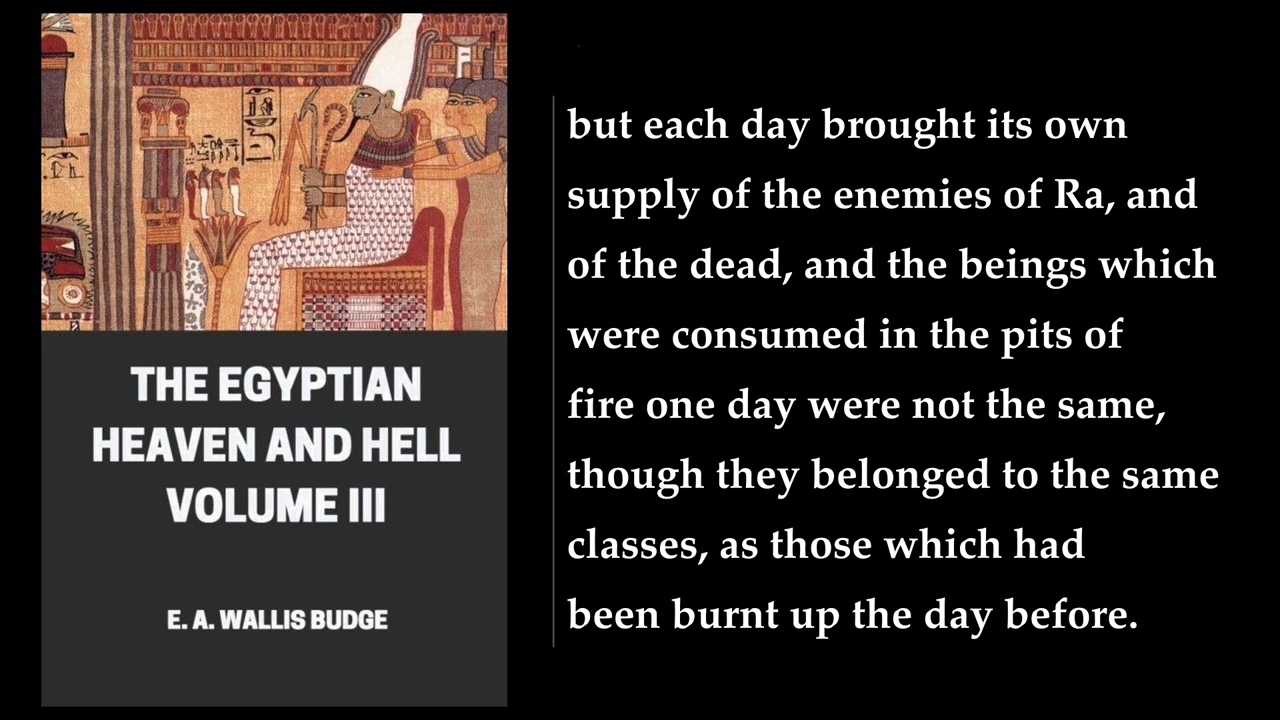 THE EGYPTIAN
HEAVEN AND HELL
VOLUME III
E. A. WALLIS BUDGE
but each day brought its own
supply of the enemies of Ra, and
of the dead, and the beings which
were consumed in the pits of
fire one day were not the same,
though they belonged to the same
classes, as those which had
been burnt up the day before.